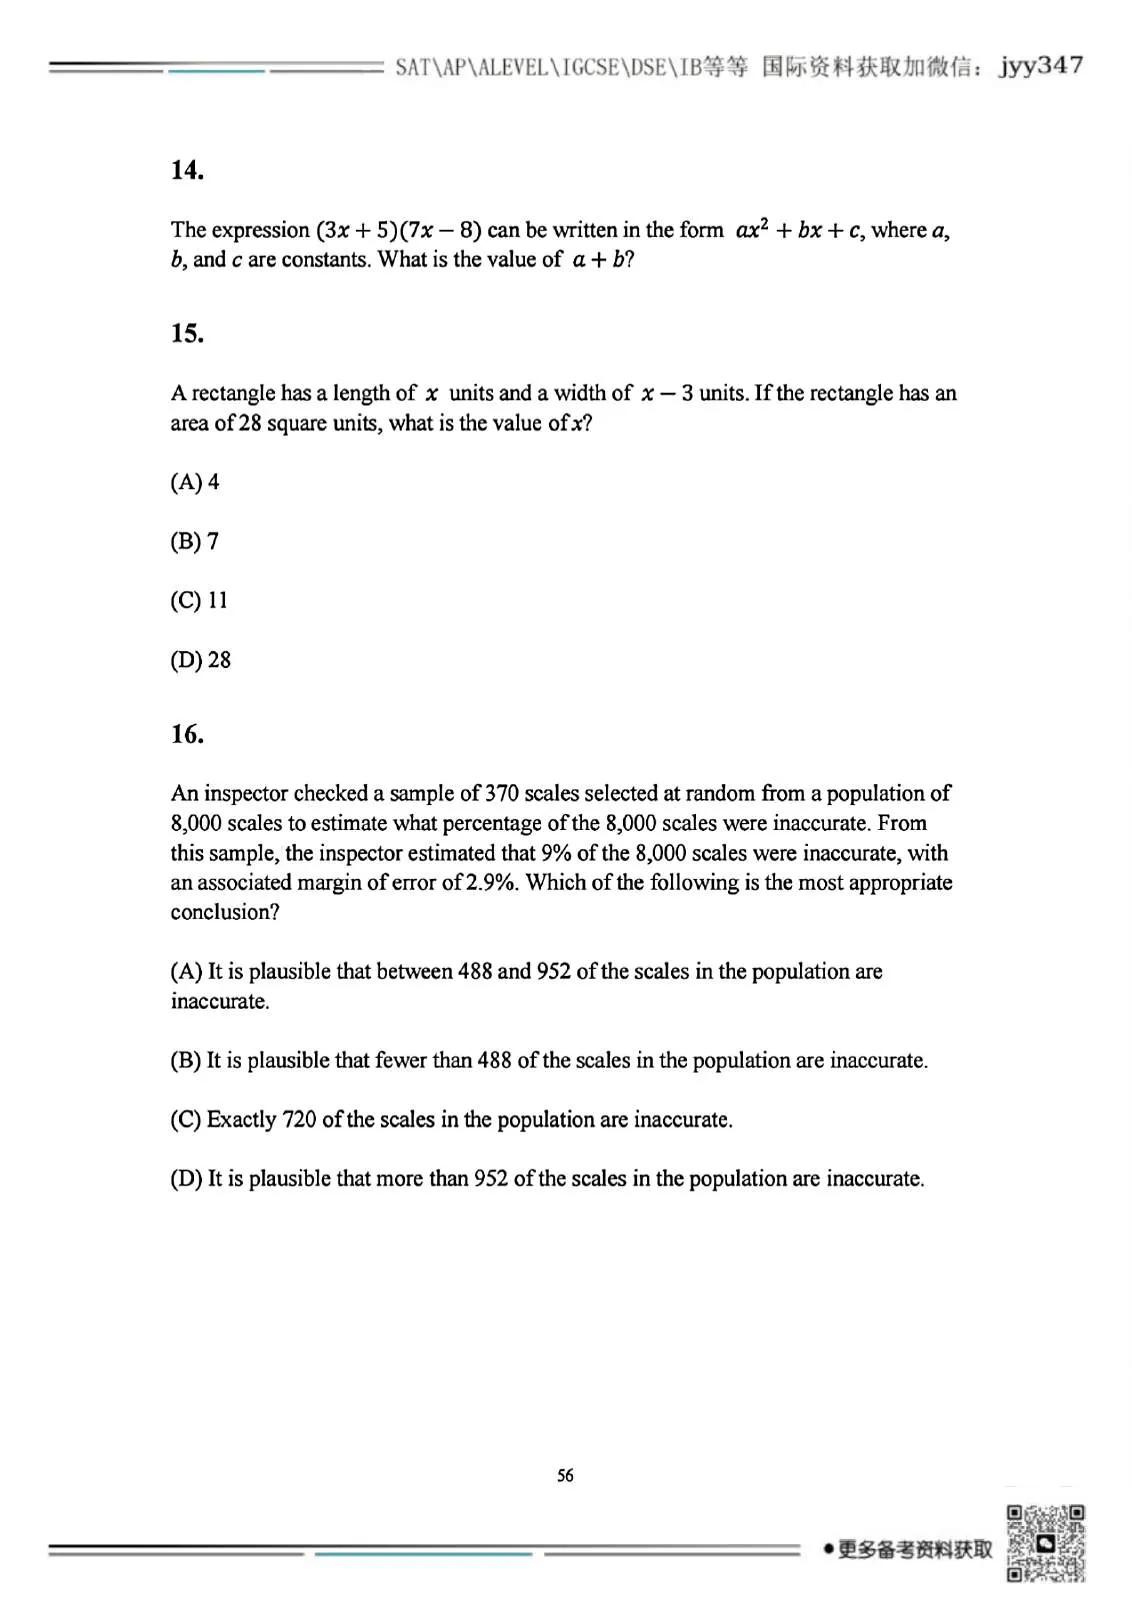 SAT\AP\ALEVEL\IGCSE\DSE\IB等等 国际资料获取加微信：jyy347
14.
The expression (3x + 5)(7x − 8) can be written in the form ax² + bx + c, where a,
b, and c are constants. What is the value of a + b?
15.
A rectangle has a length of x units and a width of x − 3 units. If the rectangle has an
area of 28 square units, what is the value of x?
(A) 4
(B) 7
(C) 11
(D) 28
16.
An inspector checked a sample of 370 scales selected at random from a population of
8,000 scales to estimate what percentage of the 8,000 scales were inaccurate. From
this sample, the inspector estimated that 9% of the 8,000 scales were inaccurate, with
an associated margin of error of 2.9%. Which of the following is the most appropriate
conclusion?
(A) It is plausible that between 488 and 952 of the scales in the population are
inaccurate.
(B) It is plausible that fewer than 488 of the scales in the population are inaccurate.
(C) Exactly 720 of the scales in the population are inaccurate.
(D) It is plausible that more than 952 of the scales in the population are inaccurate.
56
●更多备考资料获取